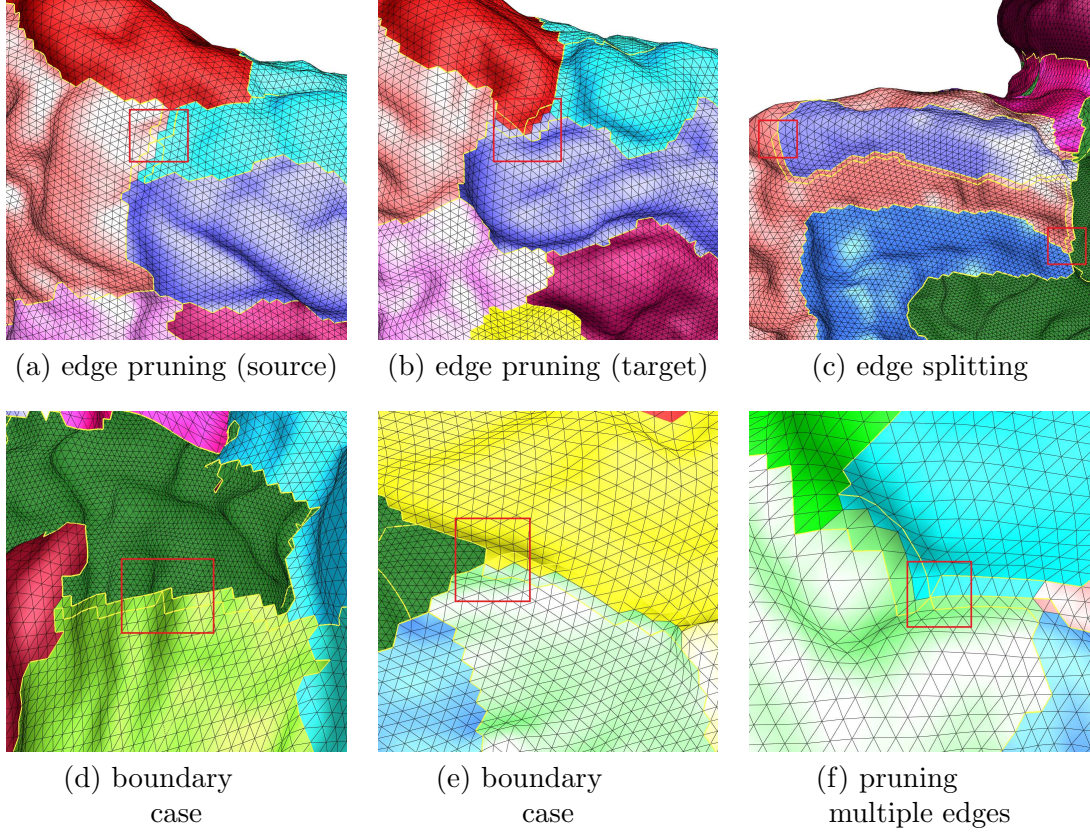 (a) edge pruning (source)
(b) edge pruning (target)
(c) edge splitting
(d) boundary
case
(e) boundary
case
(f) pruning
multiple edges